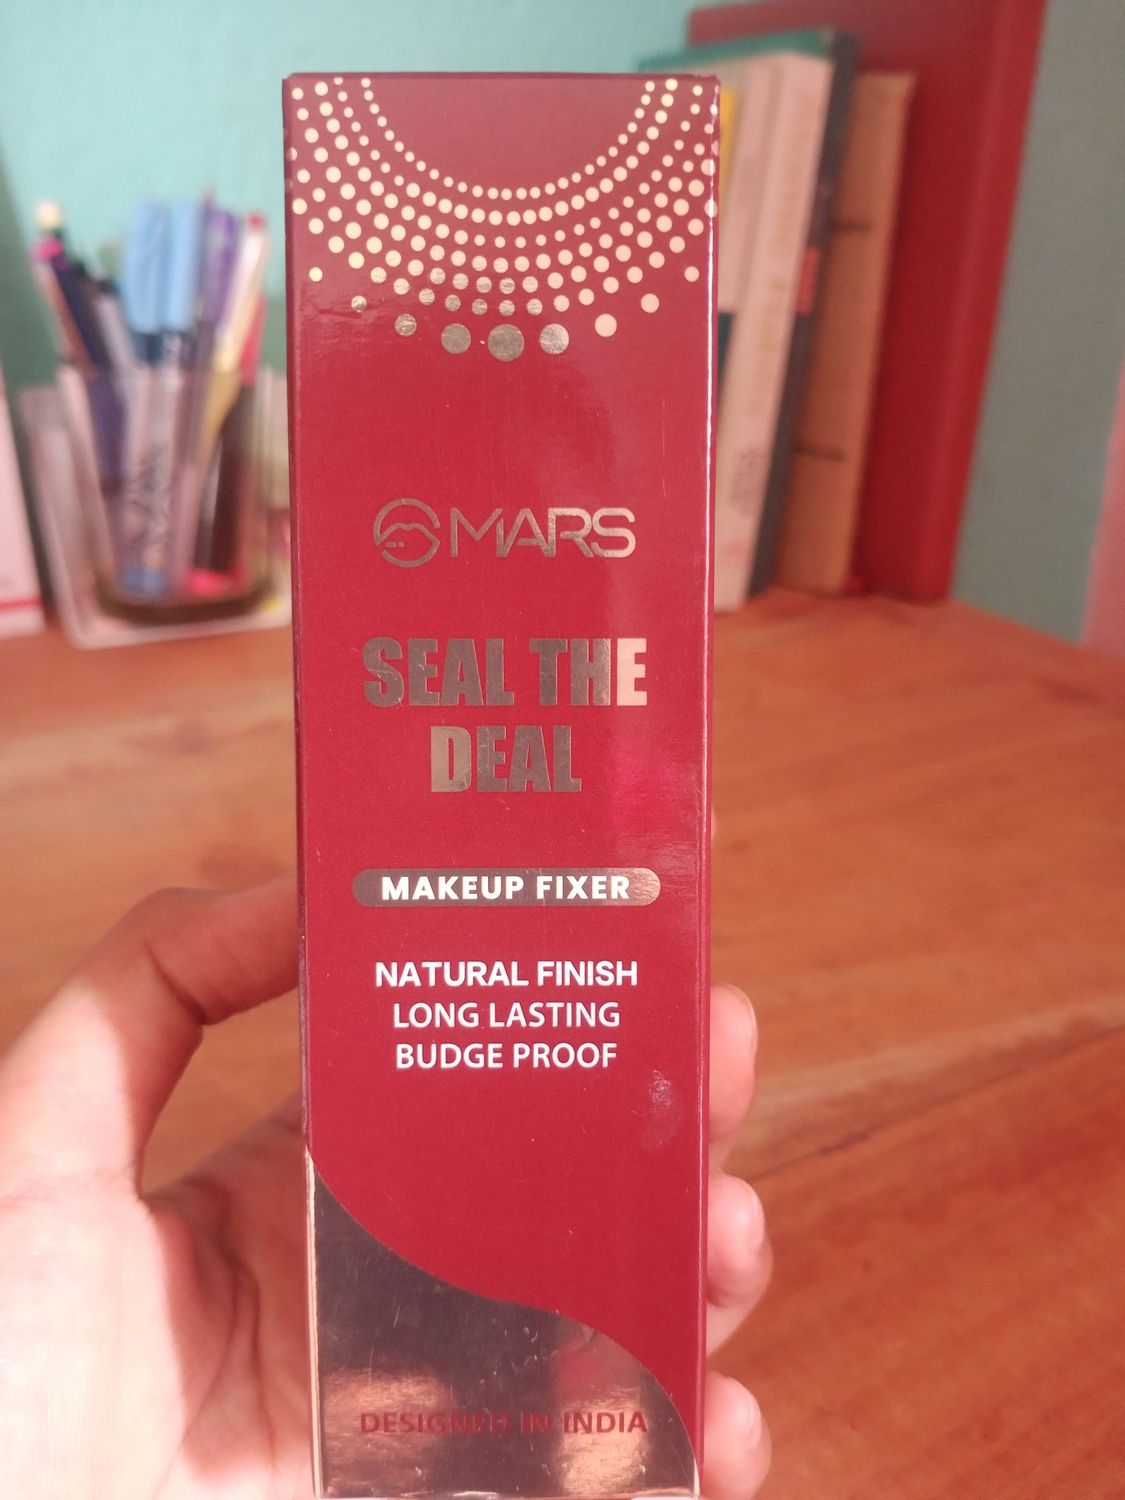 MARS
SEAL THE
DEAL
MAKEUP FIXER
NATURAL FINISH
LONG LASTING
BUDGE PROOF
DESIGNED IN INDIA